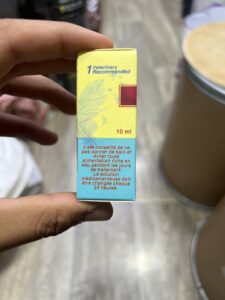 1 Veterinary
Recommended
10 ml
Il est conseillé de ne
pas donner de bain et
éviter toute
alimentation riche en
eau pendant les jours
de traitement.
La solution
médicamenteuse doit
être changée chaque
24 heures.